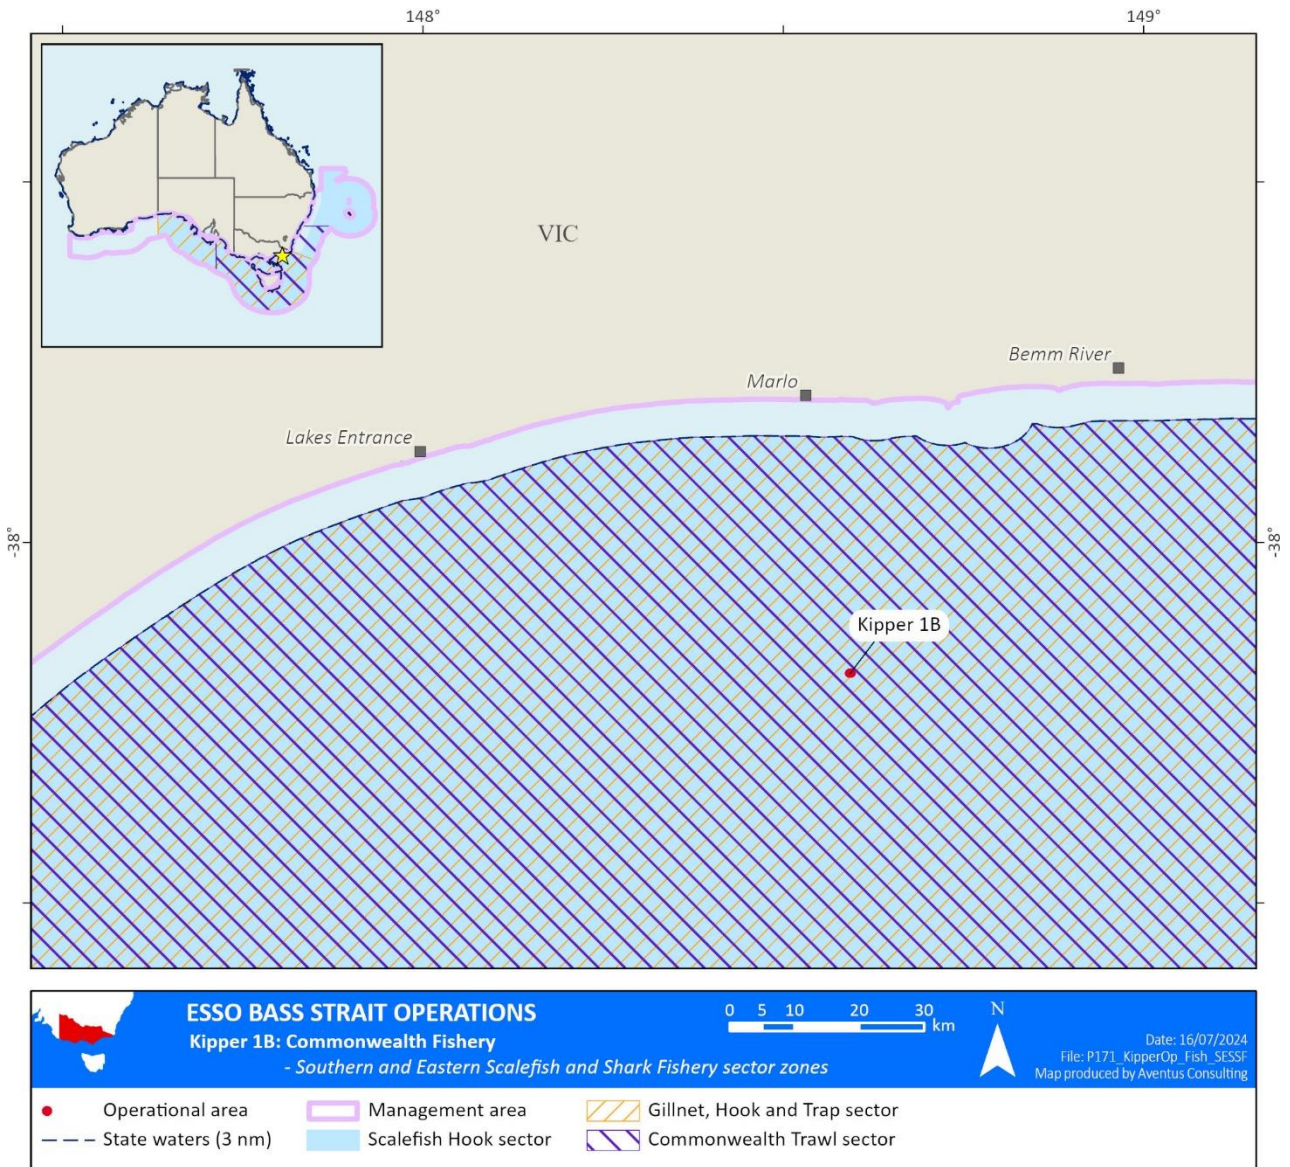 148°
149°
VIC
Bemm River
Marlo
Lakes Entrance
-38°
-38°
Kipper 1B
ESSO BASS STRAIT OPERATIONS
Kipper 1B: Commonwealth Fishery
- Southern and Eastern Scalefish and Shark Fishery sector zones
0 5 10 20 30
km
N
Date: 16/07/2024
File: P171_KipperOp_Fish_SESSF
Map produced by Aventus Consulting
Operational area
Management area
Gillnet, Hook and Trap sector
State waters (3 nm)
Scalefish Hook sector
Commonwealth Trawl sector